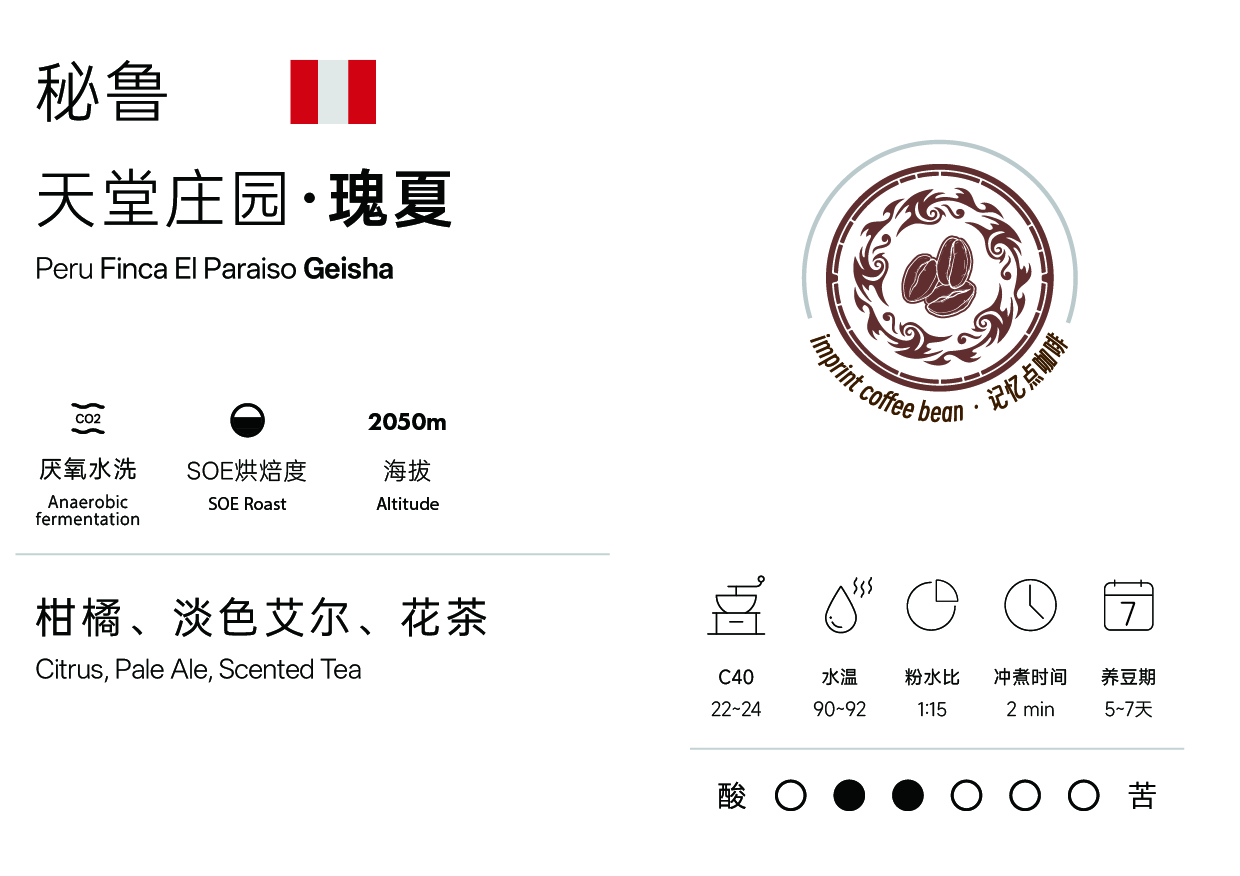 秘鲁
天堂庄园·瑰夏
Peru Finca El Paraiso Geisha
imprint coffee bean · 记忆点咖啡
CO2
厌氧水洗
Anaerobic
fermentation
SOE烘焙度
SOE Roast
2050m
海拔
Altitude
柑橘、淡色艾尔、花茶
Citrus, Pale Ale, Scented Tea
C40
22~24
水温
90~92
粉水比
1:15
冲煮时间
2 min
7
养豆期
5~7天
酸
苦